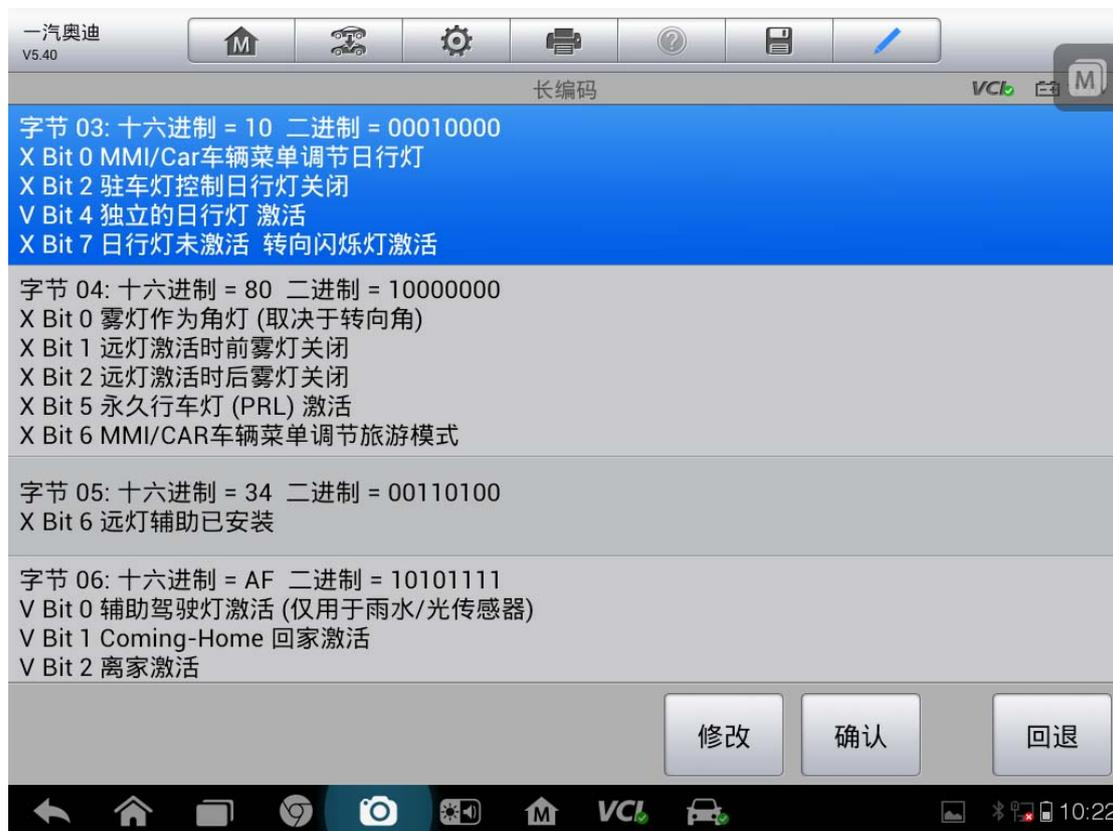 一汽奥迪
V5.40
M
M
长编码
VCI
字节 03: 十六进制 = 10 二进制 = 00010000
X Bit 0 MMI/Car车辆菜单调节日行灯
X Bit 2 驻车灯控制日行灯关闭
V Bit 4 独立的日行灯 激活
X Bit 7 日行灯未激活 转向闪烁灯激活
字节 04: 十六进制 = 80 二进制 = 10000000
X Bit 0 雾灯作为角灯 (取决于转向角)
X Bit 1 远灯激活时前雾灯关闭
X Bit 2 远灯激活时后雾灯关闭
X Bit 5 永久行车灯 (PRL) 激活
X Bit 6 MMI/CAR车辆菜单调节旅游模式
字节 05: 十六进制 = 34 二进制 = 00110100
X Bit 6 远灯辅助已安装
字节 06: 十六进制 = AF 二进制 = 10101111
V Bit 0 辅助驾驶灯激活 (仅用于雨水/光传感器)
V Bit 1 Coming-Home 回家激活
V Bit 2 离家激活
修改
确认
回退
M
VCI
10:22